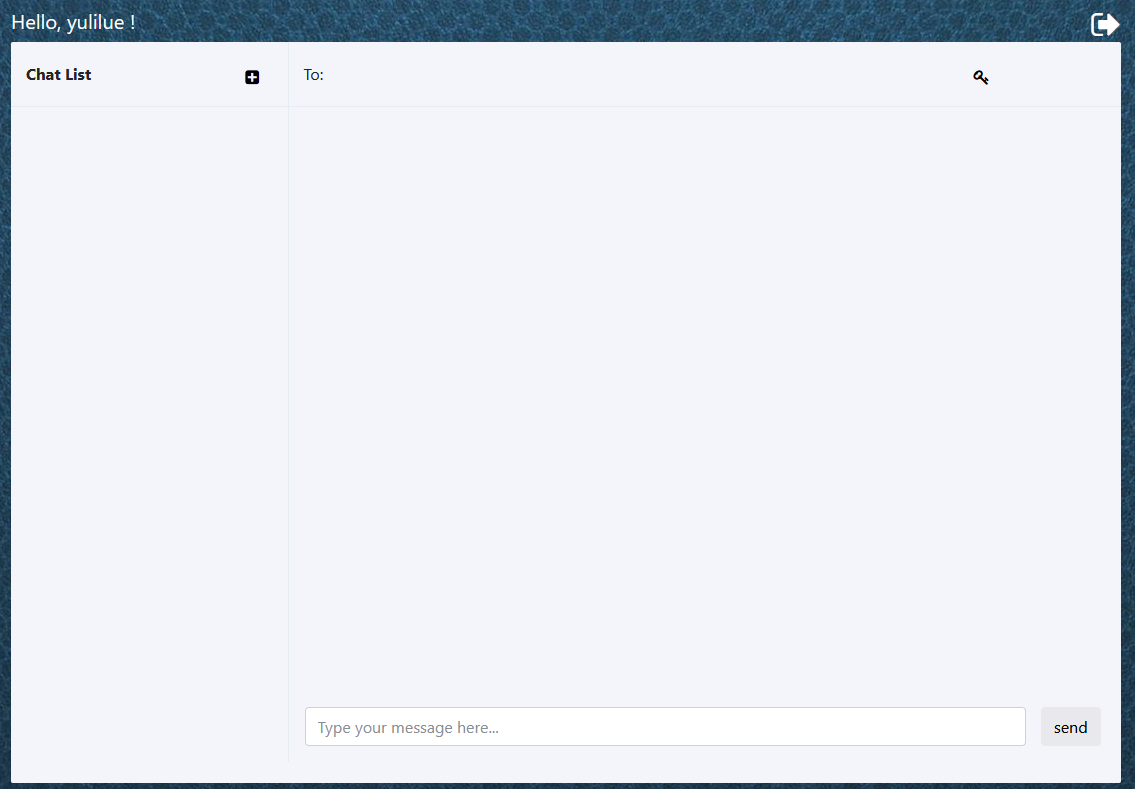 Hello, yulilue !
Chat List
To:
Type your message here...
send